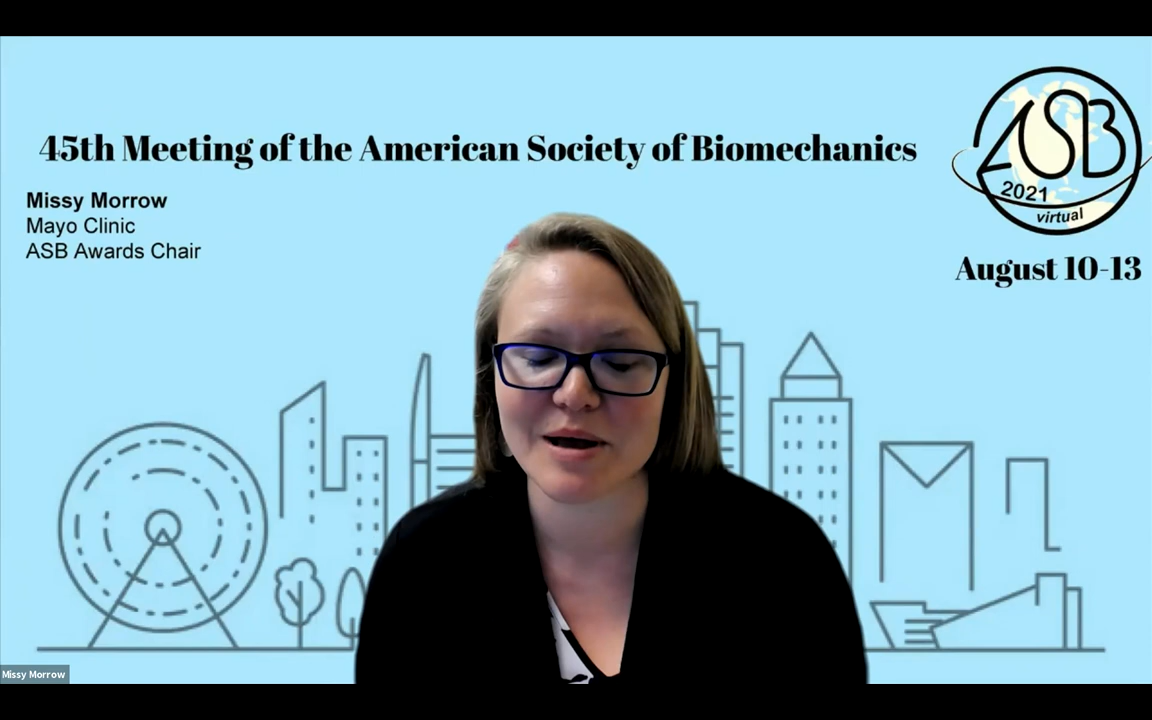 45th Meeting of the American Society of Biomechanics
Missy Morrow
Mayo Clinic
ASB Awards Chair
ASB
2021
virtual
August 10-13
Missy Morrow